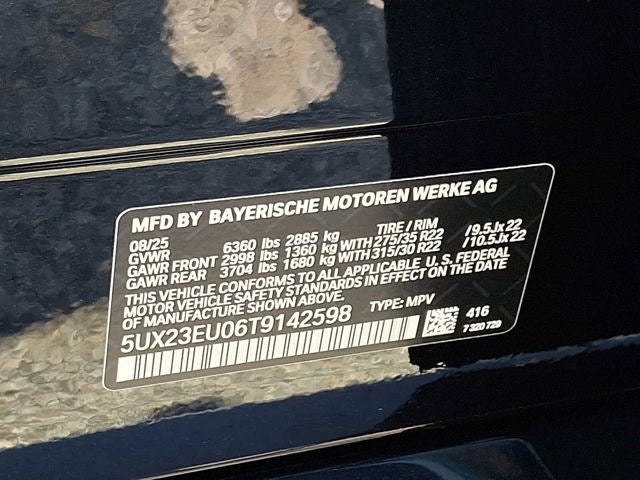 MFD BY BAYERISCHE MOTOREN WERKE AG
08/25 TIRE / RIM
GVWR 6360 lbs 2885 kg
GAWR FRONT 2998 lbs 1360 kg WITH 275/35 R22 /9.5Jx22
GAWR REAR 3704 lbs 1680 kg WITH 315/30 R22 /10.5Jx22
THIS VEHICLE CONFORMS TO ALL APPLICABLE U. S. FEDERAL
MOTOR VEHICLE SAFETY STANDARDS IN EFFECT ON THE DATE
OF MANUFACTURE SHOWN ABOVE.
TYPE: MPV
5UX23EU06T9142598
416
7 320 729